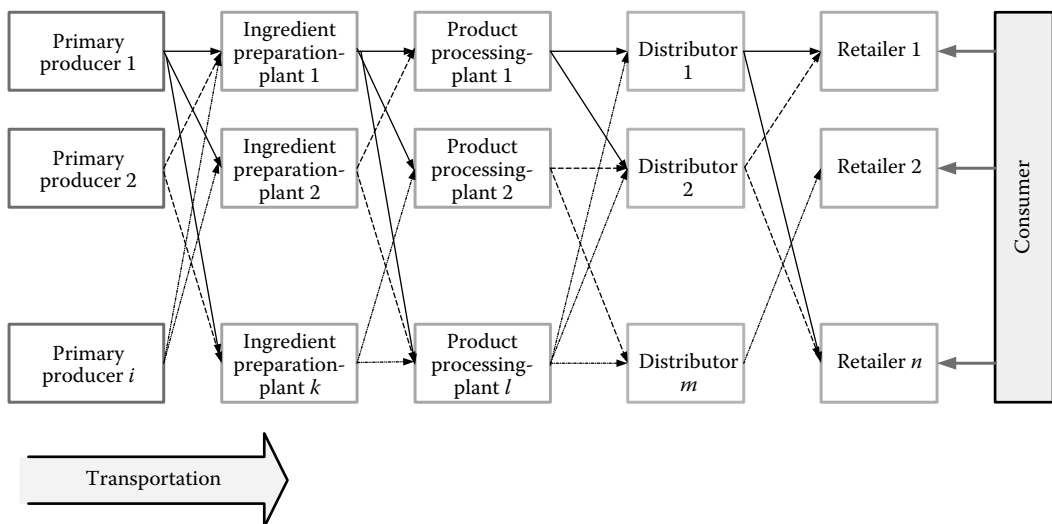 Primary
producer 1
Ingredient
preparation-
plant 1
Product
processing-
plant 1
Distributor
1
Retailer 1
Primary
producer 2
Ingredient
preparation-
plant 2
Product
processing-
plant 2
Distributor
2
Retailer 2
Primary
producer i
Ingredient
preparation-
plant k
Product
processing-
plant l
Distributor
m
Retailer n
Consumer
Transportation